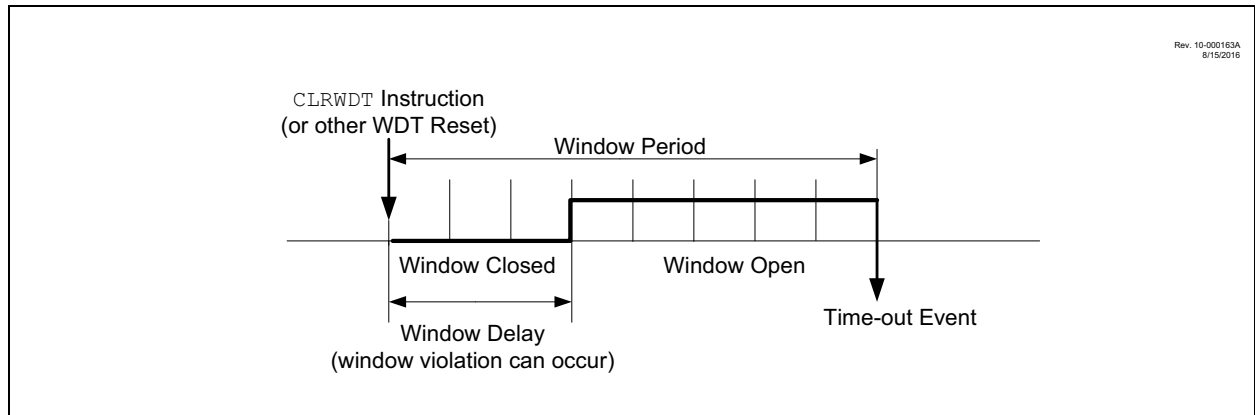 Rev. 10-000163A
8/15/2016
CLRWDT Instruction
(or other WDT Reset)
Window Period
Window Closed
Window Open
Window Delay
(window violation can occur)
Time-out Event